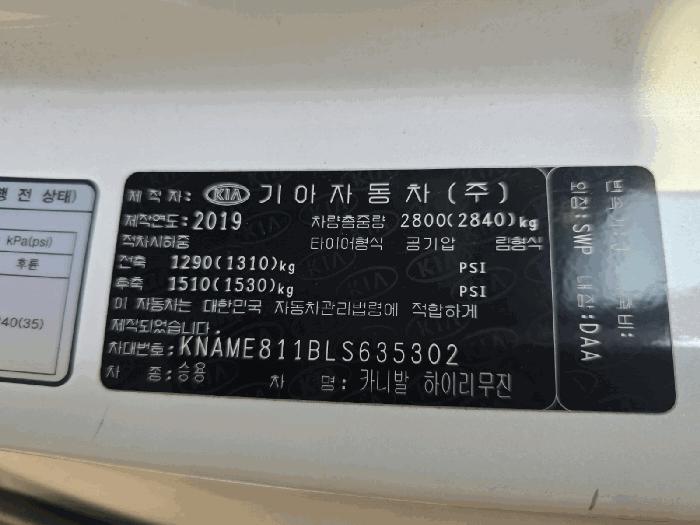 행 전 상태)
kPa(psi)
후륜
240(35)
제작자: KIA 기아자동차(주)
제작연도:2019 차량총중량 2800(2840)kg
적차시하중 타이어형식 공기압 림형식
전축 1290(1310)kg PSI
후축 1510(1530)kg PSI
이 자동차는 대한민국 자동차관리법령에 적합하게
제작되었습니다.
차대번호:KNAME811BLS635302
차 종:승용 차 명: 카니발 하이리무진
외장:SWP 내장:DAA